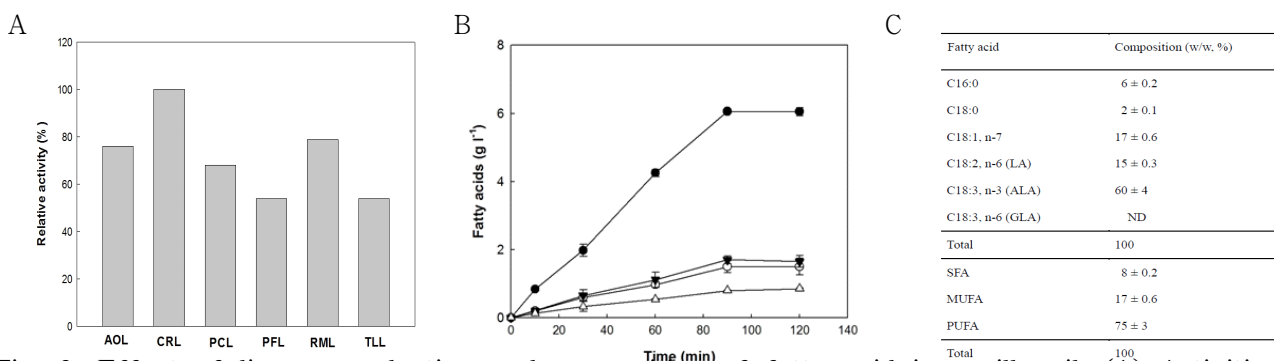 A
120
100
80
60
40
20
0
Relative activity (% )
AOL CRL PCL PFL RML TLL
B
8
6
4
2
0
Fatty acids (g l⁻¹)
0 20 40 60 80 100 120 140
Time (min)
C
Fatty acid Composition (w/w, %)
C16:0 6 ± 0.2
C18:0 2 ± 0.1
C18:1, n-7 17 ± 0.6
C18:2, n-6 (LA) 15 ± 0.3
C18:3, n-3 (ALA) 60 ± 4
C18:3, n-6 (GLA) ND
Total 100
SFA 8 ± 0.2
MUFA 17 ± 0.6
PUFA 75 ± 3
Total 100